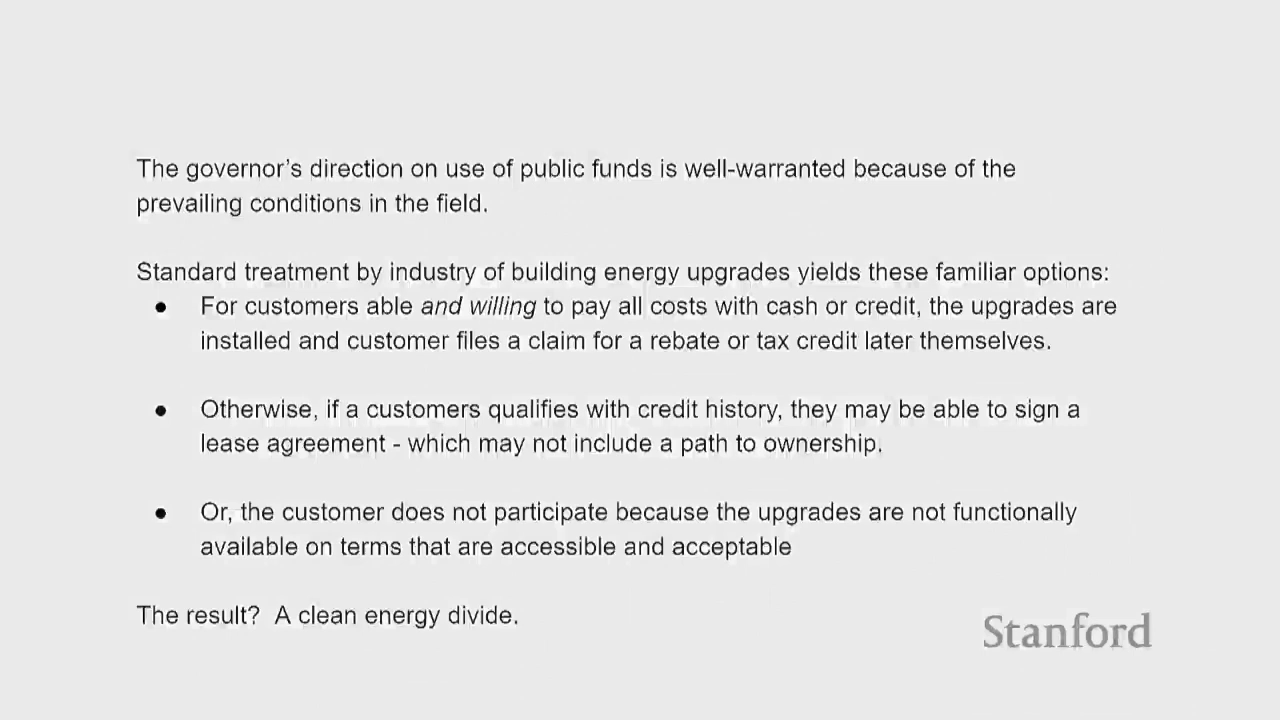 The governor’s direction on use of public funds is well-warranted because of the
prevailing conditions in the field.
Standard treatment by industry of building energy upgrades yields these familiar options:
● For customers able and willing to pay all costs with cash or credit, the upgrades are
installed and customer files a claim for a rebate or tax credit later themselves.
● Otherwise, if a customers qualifies with credit history, they may be able to sign a
lease agreement - which may not include a path to ownership.
● Or, the customer does not participate because the upgrades are not functionally
available on terms that are accessible and acceptable
The result? A clean energy divide.
Stanford